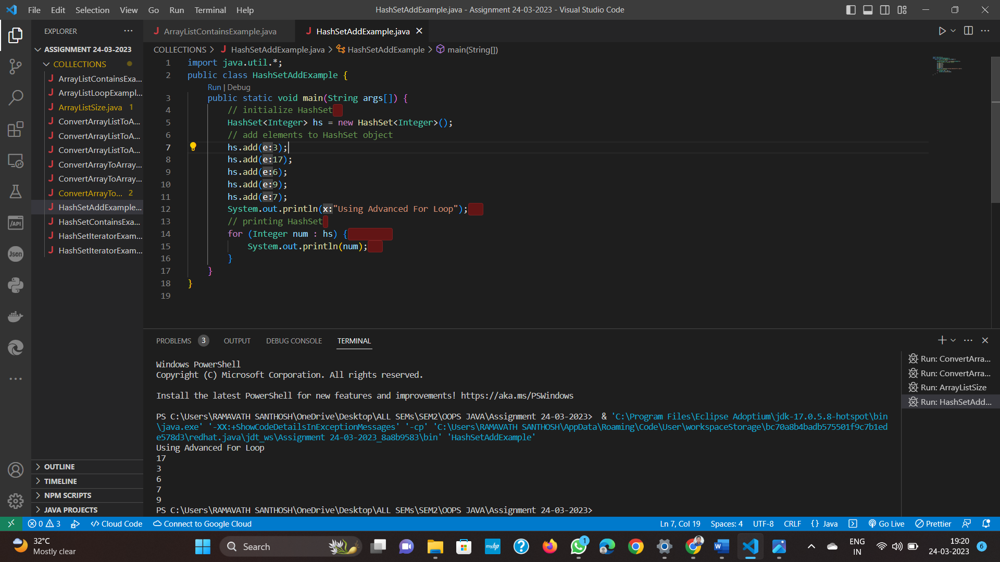 File Edit Selection View Go Run Terminal Help
HashSetAddExample.java - Assignment 24-03-2023 - Visual Studio Code
EXPLORER
ASSIGNMENT 24-03-2023
COLLECTIONS
ArrayListContainsExa...
ArrayListLoopExampl...
ArrayListSize.java 1
ConvertArrayListToA...
ConvertArrayListToA...
ConvertArrayListToA...
ConvertArrayToArray...
ConvertArrayToArray...
ConvertArrayTo... 2
HashSetAddExample...
HashSetContainsExa...
HashSetIteratorExam...
HashSetIteratorExam...
OUTLINE
TIMELINE
NPM SCRIPTS
JAVA PROJECTS
/API
Json
ArrayListContainsExample.java
HashSetAddExample.java
COLLECTIONS > HashSetAddExample.java > HashSetAddExample > main(String[])
1 import java.util.*;
2 public class HashSetAddExample {
Run | Debug
3 public static void main(String args[]) {
4 // initialize HashSet
5 HashSet<Integer> hs = new HashSet<Integer>();
6 // add elements to HashSet object
7 hs.add(e:3);
8 hs.add(e:17);
9 hs.add(e:6);
10 hs.add(e:9);
11 hs.add(e:7);
12 System.out.println(x:"Using Advanced For Loop");
13 // printing HashSet
14 for (Integer num : hs) {
15 System.out.println(num);
16 }
17 }
18 }
19
PROBLEMS 3 OUTPUT DEBUG CONSOLE TERMINAL
Windows PowerShell
Copyright (C) Microsoft Corporation. All rights reserved.
Install the latest PowerShell for new features and improvements! https://aka.ms/PSWindows
PS C:\Users\RAMAVATH SANTHOSH\OneDrive\Desktop\ALL SEMs\SEM2\OOPS JAVA\Assignment 24-03-2023> & 'C:\Program Files\Eclipse Adoptium\jdk-17.0.5.8-hotspot\bin
\java.exe' '-XX:+ShowCodeDetailsInExceptionMessages' '-cp' 'C:\Users\RAMAVATH SANTHOSH\AppData\Roaming\Code\User\workspaceStorage\bc70a8b4badb575501f9c7b1ed
e578d3\redhat.java\jdt_ws\Assignment 24-03-2023_8a8b9583\bin' 'HashSetAddExample'
Using Advanced For Loop
17
3
6
7
9
PS C:\Users\RAMAVATH SANTHOSH\OneDrive\Desktop\ALL SEMs\SEM2\OOPS JAVA\Assignment 24-03-2023>
Run: ConvertArra...
Run: ConvertArra...
Run: ArrayListSize
Run: HashSetAdd...
0 3 Cloud Code Connect to Google Cloud
Ln 7, Col 19 Spaces: 4 UTF-8 CRLF {} Java Go Live Prettier
32°C
Mostly clear
Search
myhp
1
ENG
IN
19:20
24-03-2023
6